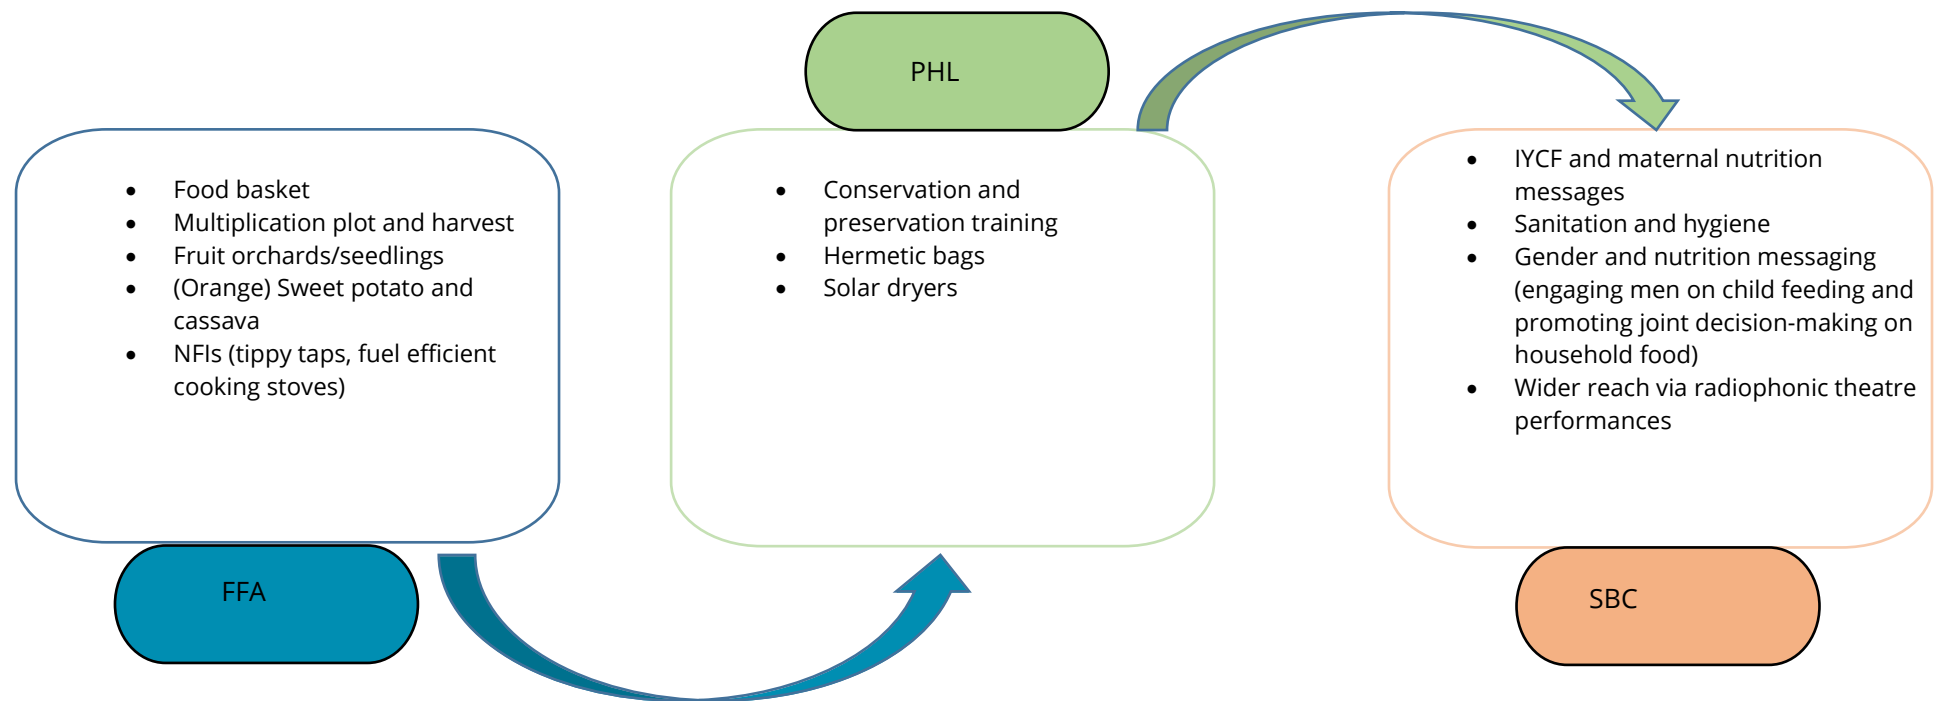 PHL
• Food basket
• Multiplication plot and harvest
• Fruit orchards/seedlings
• (Orange) Sweet potato and
cassava
• NFIs (tippy taps, fuel efficient
cooking stoves)
FFA
• Conservation and
preservation training
• Hermetic bags
• Solar dryers
• IYCF and maternal nutrition
messages
• Sanitation and hygiene
• Gender and nutrition messaging
(engaging men on child feeding and
promoting joint decision-making on
household food)
• Wider reach via radiophonic theatre
performances
SBC